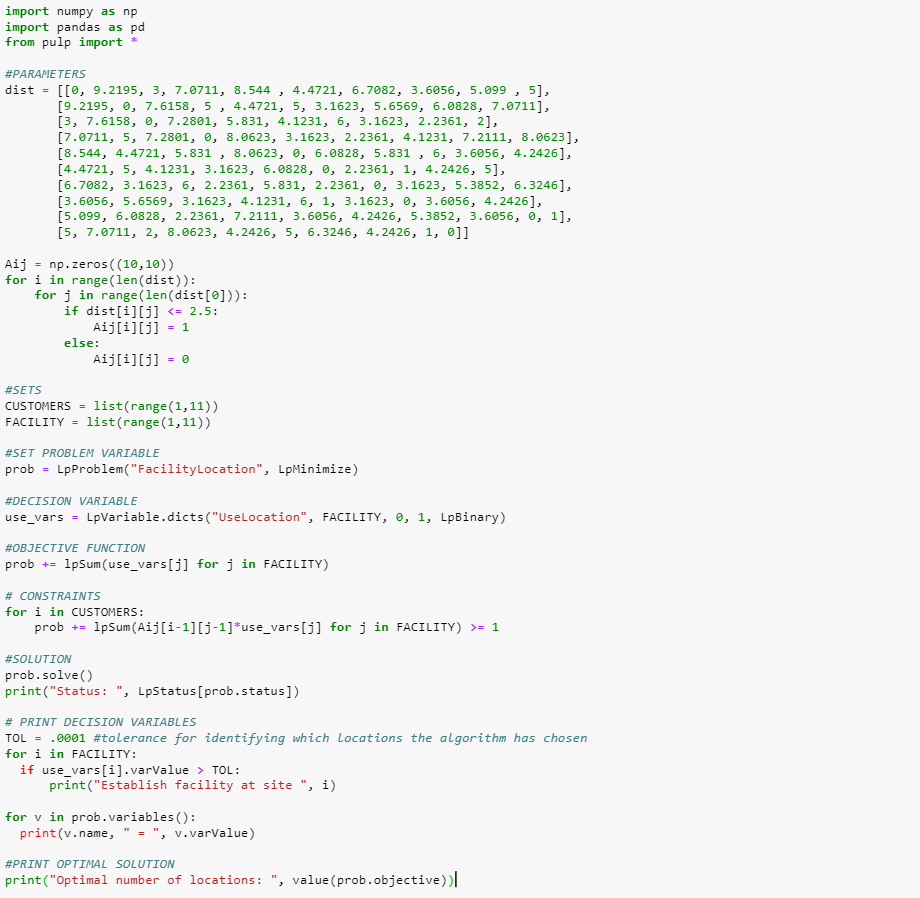 import numpy as np
import pandas as pd
from pulp import *
#PARAMETERS
dist = [[0, 9.2195, 3, 7.0711, 8.544 , 4.4721, 6.7082, 3.6056, 5.099 , 5],
[9.2195, 0, 7.6158, 5 , 4.4721, 5, 3.1623, 5.6569, 6.0828, 7.0711],
[3, 7.6158, 0, 7.2801, 5.831, 4.1231, 6, 3.1623, 2.2361, 2],
[7.0711, 5, 7.2801, 0, 8.0623, 3.1623, 2.2361, 4.1231, 7.2111, 8.0623],
[8.544, 4.4721, 5.831 , 8.0623, 0, 6.0828, 5.831 , 6, 3.6056, 4.2426],
[4.4721, 5, 4.1231, 3.1623, 6.0828, 0, 2.2361, 1, 4.2426, 5],
[6.7082, 3.1623, 6, 2.2361, 5.831, 2.2361, 0, 3.1623, 5.3852, 6.3246],
[3.6056, 5.6569, 3.1623, 4.1231, 6, 1, 3.1623, 0, 3.6056, 4.2426],
[5.099, 6.0828, 2.2361, 7.2111, 3.6056, 4.2426, 5.3852, 3.6056, 0, 1],
[5, 7.0711, 2, 8.0623, 4.2426, 5, 6.3246, 4.2426, 1, 0]]
Aij = np.zeros((10,10))
for i in range(len(dist)):
for j in range(len(dist[0])):
if dist[i][j] <= 2.5:
Aij[i][j] = 1
else:
Aij[i][j] = 0
#SETS
CUSTOMERS = list(range(1,11))
FACILITY = list(range(1,11))
#SET PROBLEM VARIABLE
prob = LpProblem("FacilityLocation", LpMinimize)
#DECISION VARIABLE
use_vars = LpVariable.dicts("UseLocation", FACILITY, 0, 1, LpBinary)
#OBJECTIVE FUNCTION
prob += lpSum(use_vars[j] for j in FACILITY)
# CONSTRAINTS
for i in CUSTOMERS:
prob += lpSum(Aij[i-1][j-1]*use_vars[j] for j in FACILITY) >= 1
#SOLUTION
prob.solve()
print("Status: ", LpStatus[prob.status])
# PRINT DECISION VARIABLES
TOL = .0001 #tolerance for identifying which locations the algorithm has chosen
for i in FACILITY:
if use_vars[i].varValue > TOL:
print("Establish facility at site ", i)
for v in prob.variables():
print(v.name, " = ", v.varValue)
#PRINT OPTIMAL SOLUTION
print("Optimal number of locations: ", value(prob.objective))